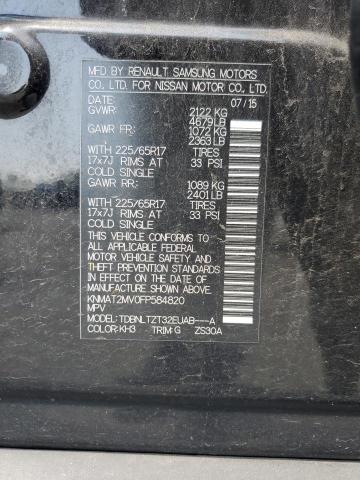 MFD BY RENAULT SAMSUNG MOTORS
CO. LTD. FOR NISSAN MOTOR CO., LTD.
DATE: 07/15
GVWR: 2122 KG
4679LB
GAWR FR: 1072 KG
2363LB
WITH 225/65R17 TIRES
17x7J RIMS AT 33 PSI
COLD SINGLE
GAWR RR: 1089 KG
2401LB
WITH 225/65R17 TIRES
17x7J RIMS AT 33 PSI
COLD SINGLE
THIS VEHICLE CONFORMS TO ALL
APPLICABLE FEDERAL
MOTOR VEHICLE SAFETY AND
THEFT PREVENTION STANDARDS
IN EFFECT ON THE DATE OF
MANUFACTURE SHOWN ABOVE.
KNMAT2MV0FP584820
MPV
MODEL: TDBNLTZT32EUAB---A
COLOR: KH3 TRIM: G ZS30A